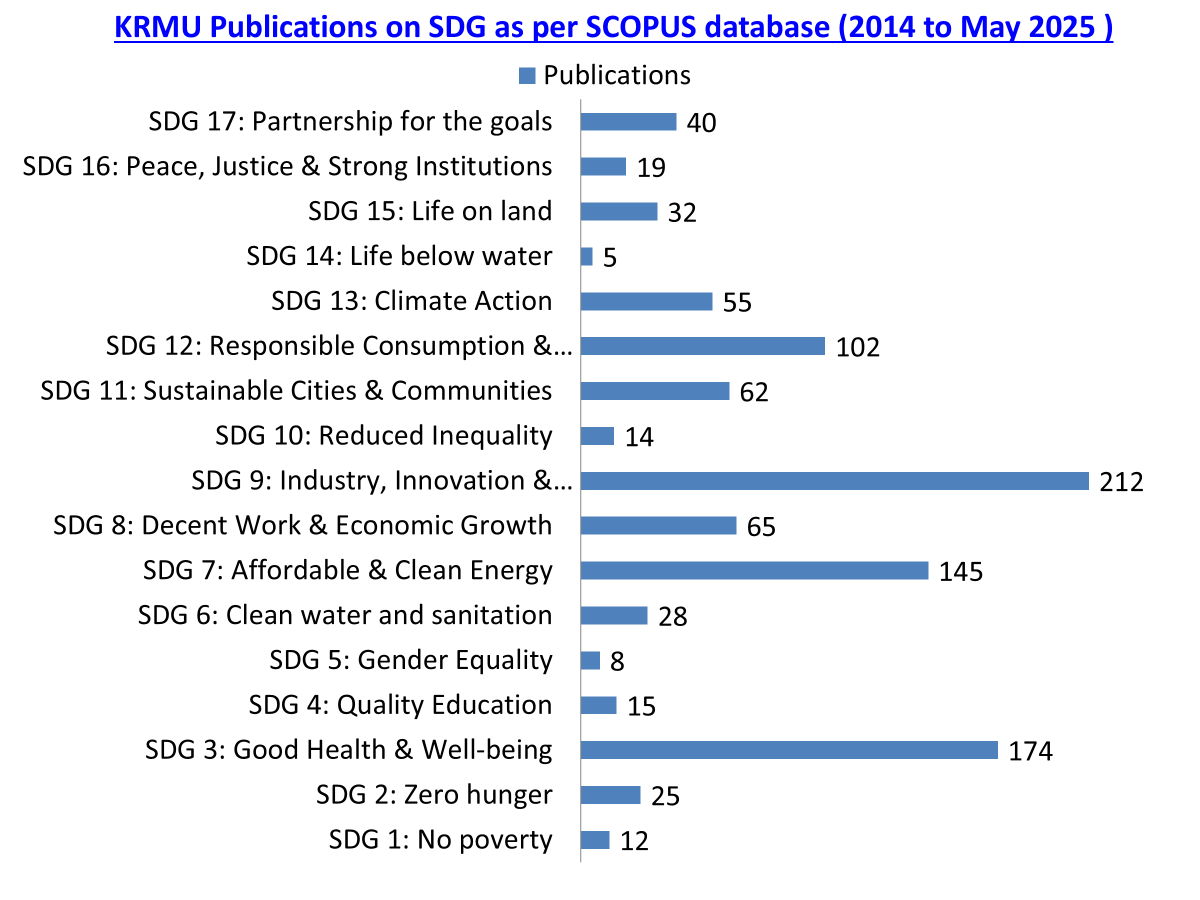 KRMU Publications on SDG as per SCOPUS database (2014 to May 2025 )
Publications
SDG 17: Partnership for the goals 40
SDG 16: Peace, Justice & Strong Institutions 19
SDG 15: Life on land 32
SDG 14: Life below water 5
SDG 13: Climate Action 55
SDG 12: Responsible Consumption &... 102
SDG 11: Sustainable Cities & Communities 62
SDG 10: Reduced Inequality 14
SDG 9: Industry, Innovation &... 212
SDG 8: Decent Work & Economic Growth 65
SDG 7: Affordable & Clean Energy 145
SDG 6: Clean water and sanitation 28
SDG 5: Gender Equality 8
SDG 4: Quality Education 15
SDG 3: Good Health & Well-being 174
SDG 2: Zero hunger 25
SDG 1: No poverty 12